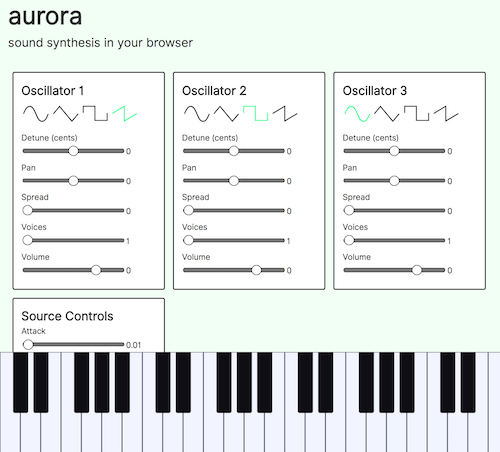 aurora
sound synthesis in your browser
Oscillator 1
Detune (cents)
0
Pan
0
Spread
0
Voices
1
Volume
0
Oscillator 2
Detune (cents)
0
Pan
0
Spread
0
Voices
1
Volume
0
Oscillator 3
Detune (cents)
0
Pan
0
Spread
0
Voices
1
Volume
0
Source Controls
Attack
0.01